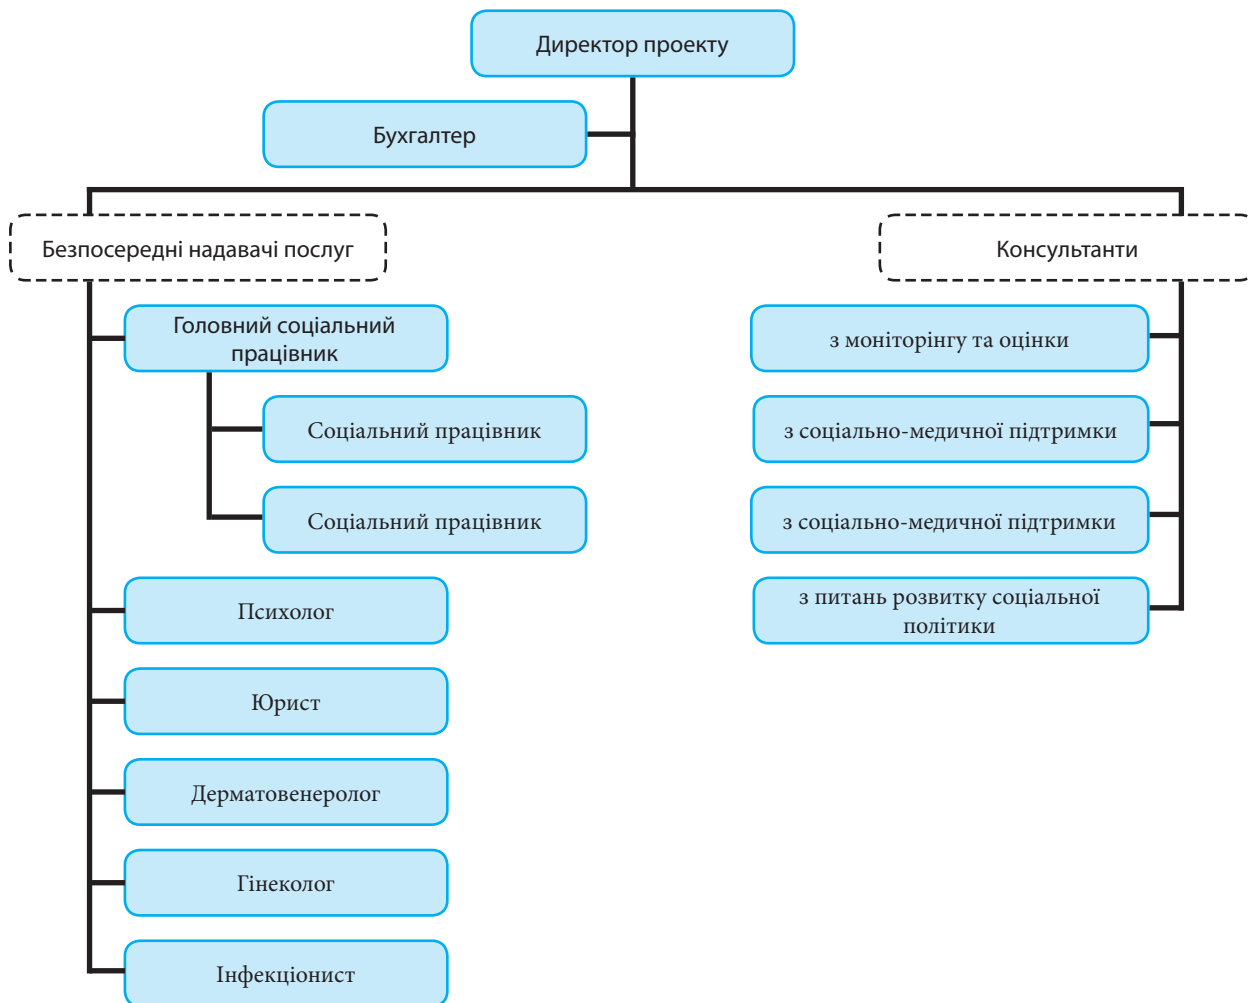 Директор проекту
Бухгалтер
Безпосередні надавачі послуг
Головний соціальний
працівник
Соціальний працівник
Соціальний працівник
Психолог
Юрист
Дерматовенеролог
Гінеколог
Інфекціонист
Консультанти
з моніторінгу та оцінки
з соціально-медичної підтримки
з соціально-медичної підтримки
з питань розвитку соціальної
політики